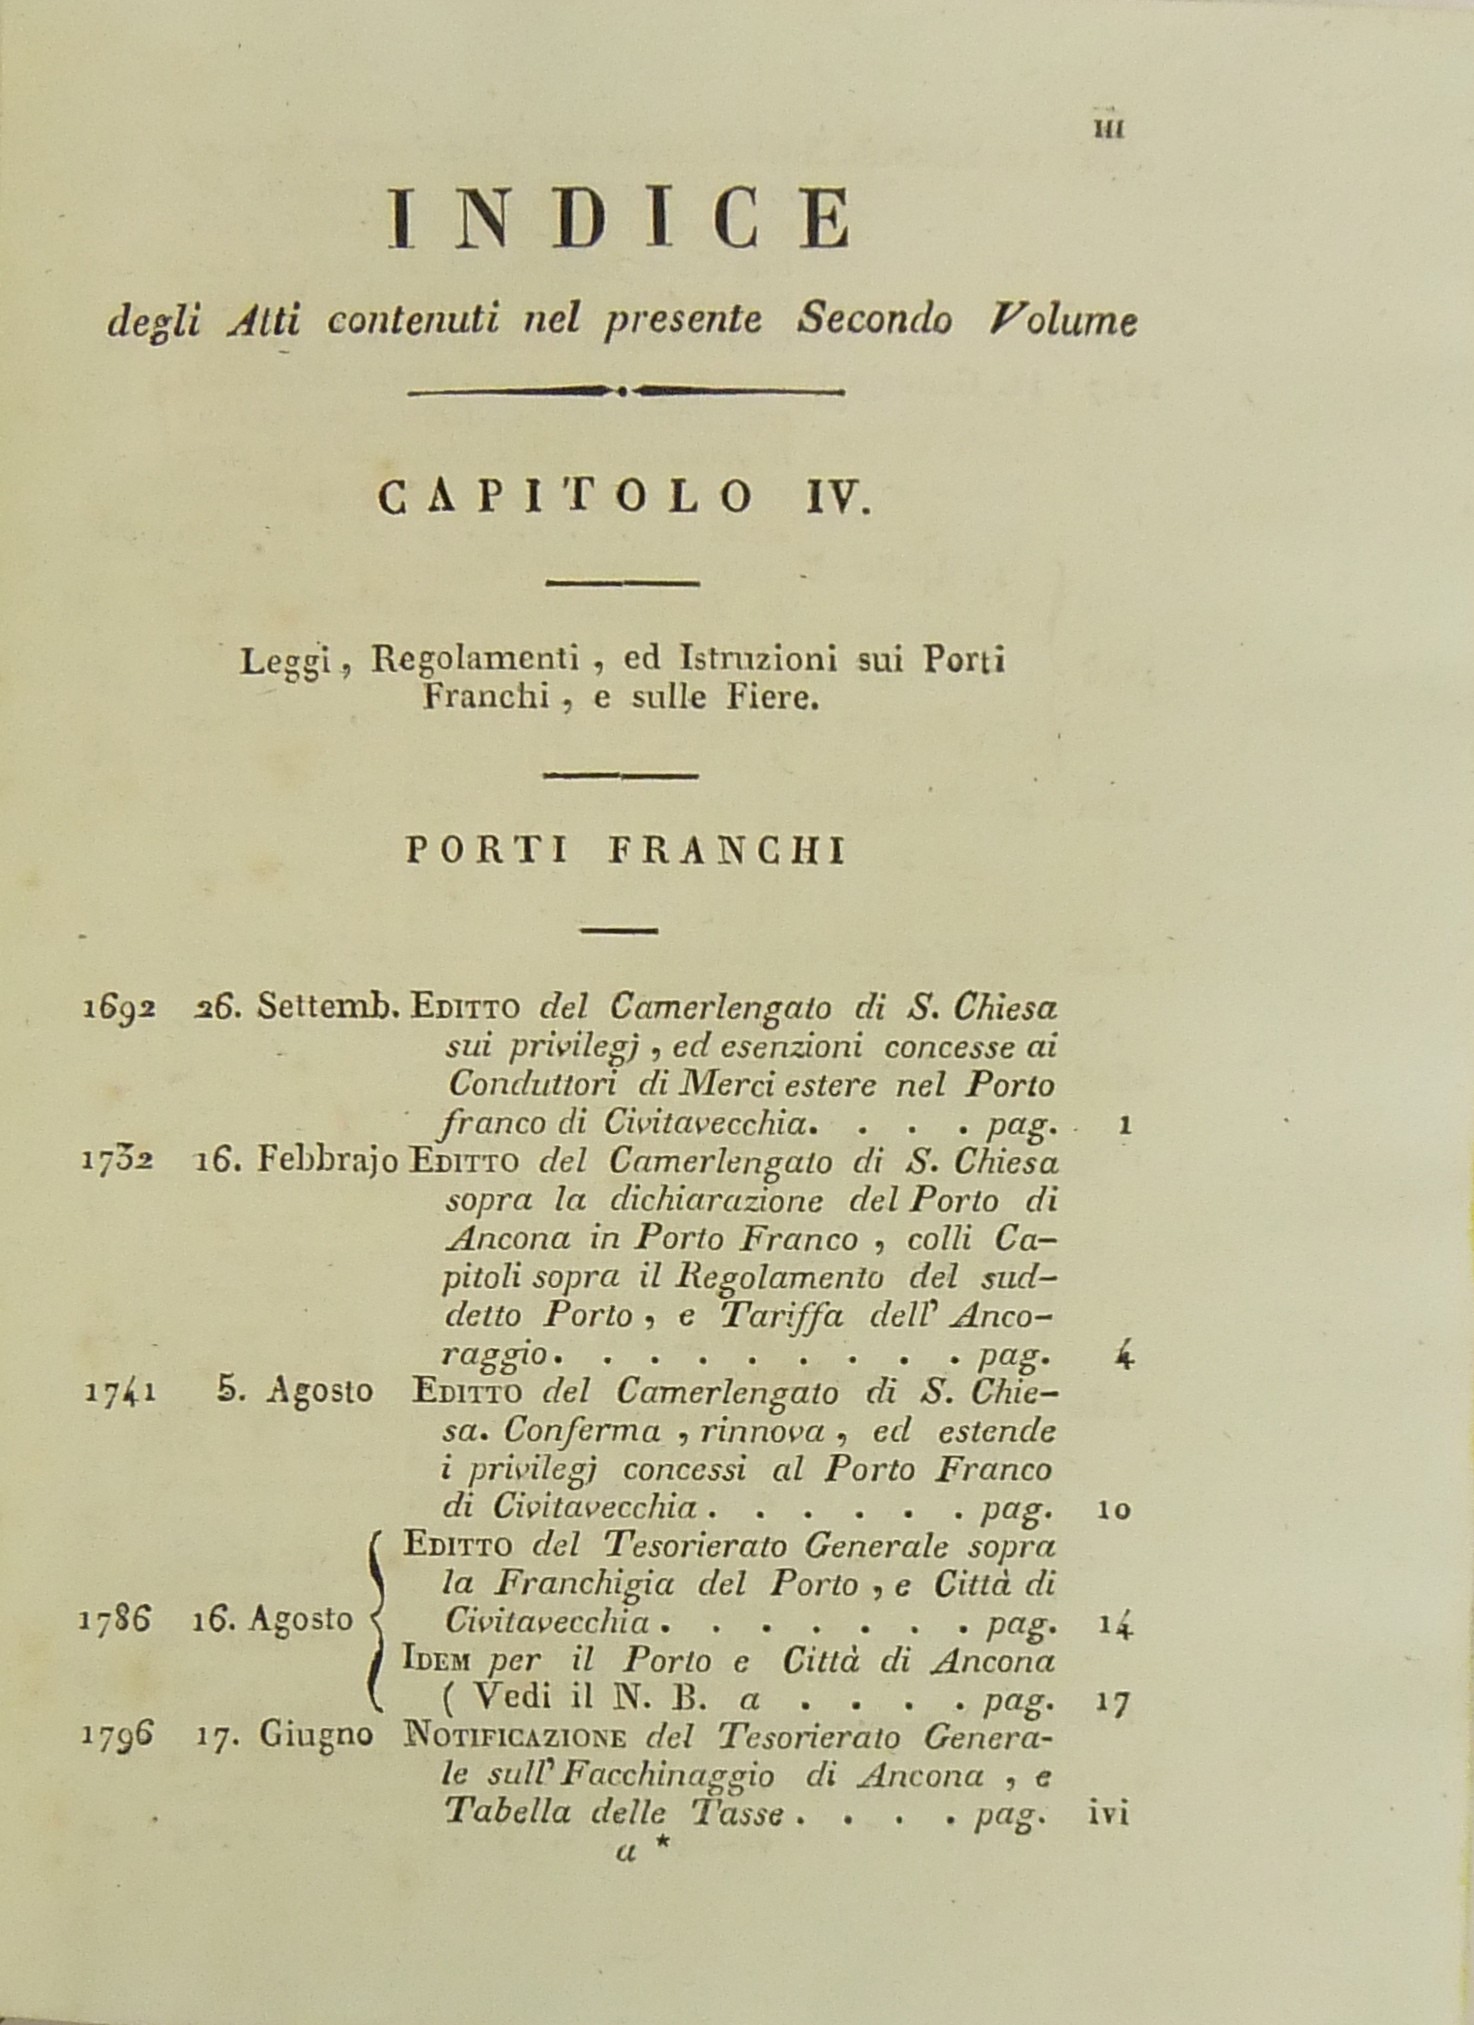 III
INDICE
degli Atti contenuti nel presente Secondo Volume
CAPITOLO IV.
Leggi, Regolamenti, ed Istruzioni sui Porti
Franchi, e sulle Fiere.
PORTI FRANCHI
1692 26. Settemb. EDITTO del Camerlengato di S. Chiesa
sui privilegj, ed esenzioni concesse ai
Conduttori di Merci estere nel Porto
franco di Civitavecchia. . . . pag. 1
1732 16. Febbrajo EDITTO del Camerlengato di S. Chiesa
sopra la dichiarazione del Porto di
Ancona in Porto Franco, colli Ca-
pitoli sopra il Regolamento del sud-
detto Porto, e Tariffa dell' Anco-
raggio. . . . . . . . . pag. 4
1741 5. Agosto EDITTO del Camerlengato di S. Chie-
sa. Conferma, rinnova, ed estende
i privilegj concessi al Porto Franco
di Civitavecchia . . . . . . pag. 10
EDITTO del Tesorierato Generale sopra
la Franchigia del Porto, e Città di
1786 16. Agosto { Civitavecchia . . . . . . . pag. 14
IDEM per il Porto e Città di Ancona
( Vedi il N. B. a . . . . pag. 17
1796 17. Giugno NOTIFICAZIONE del Tesorierato Genera-
le sull' Facchinaggio di Ancona, e
Tabella delle Tasse . . . . pag. ivi
a *